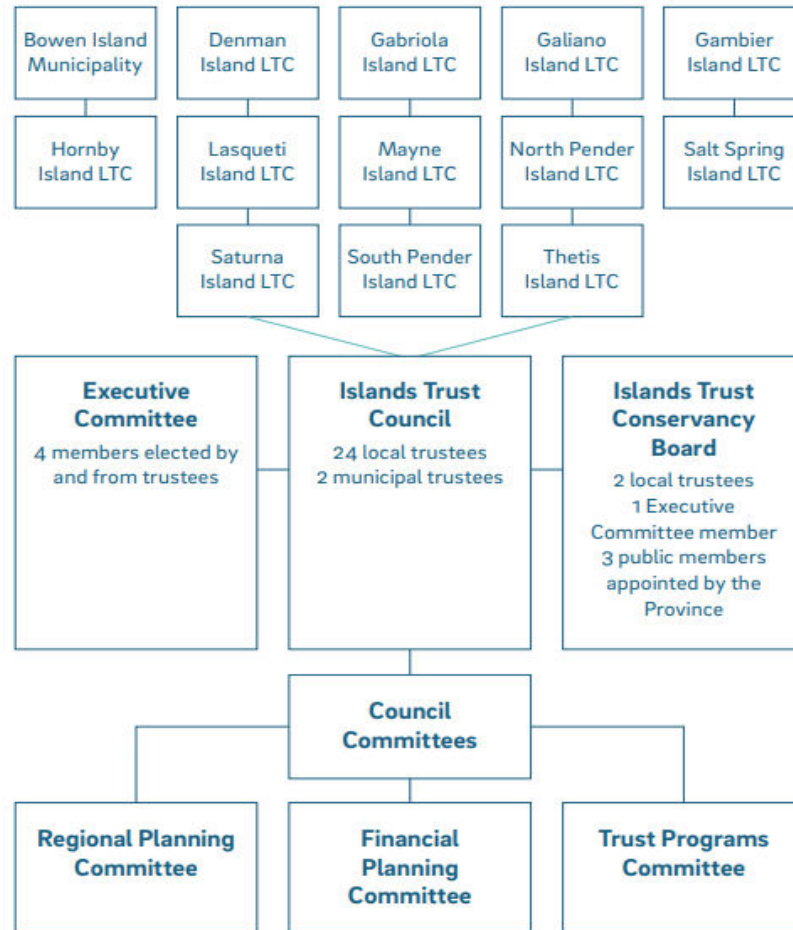 Bowen Island
Municipality
Denman
Island LTC
Gabriola
Island LTC
Galiano
Island LTC
Gambier
Island LTC
Hornby
Island LTC
Lasqueti
Island LTC
Mayne
Island LTC
North Pender
Island LTC
Salt Spring
Island LTC
Saturna
Island LTC
South Pender
Island LTC
Thetis
Island LTC
Executive
Committee
4 members elected by
and from trustees
Islands Trust
Council
24 local trustees
2 municipal trustees
Islands Trust
Conservancy
Board
2 local trustees
1 Executive
Committee member
3 public members
appointed by the
Province
Council
Committees
Regional Planning
Committee
Financial
Planning
Committee
Trust Programs
Committee